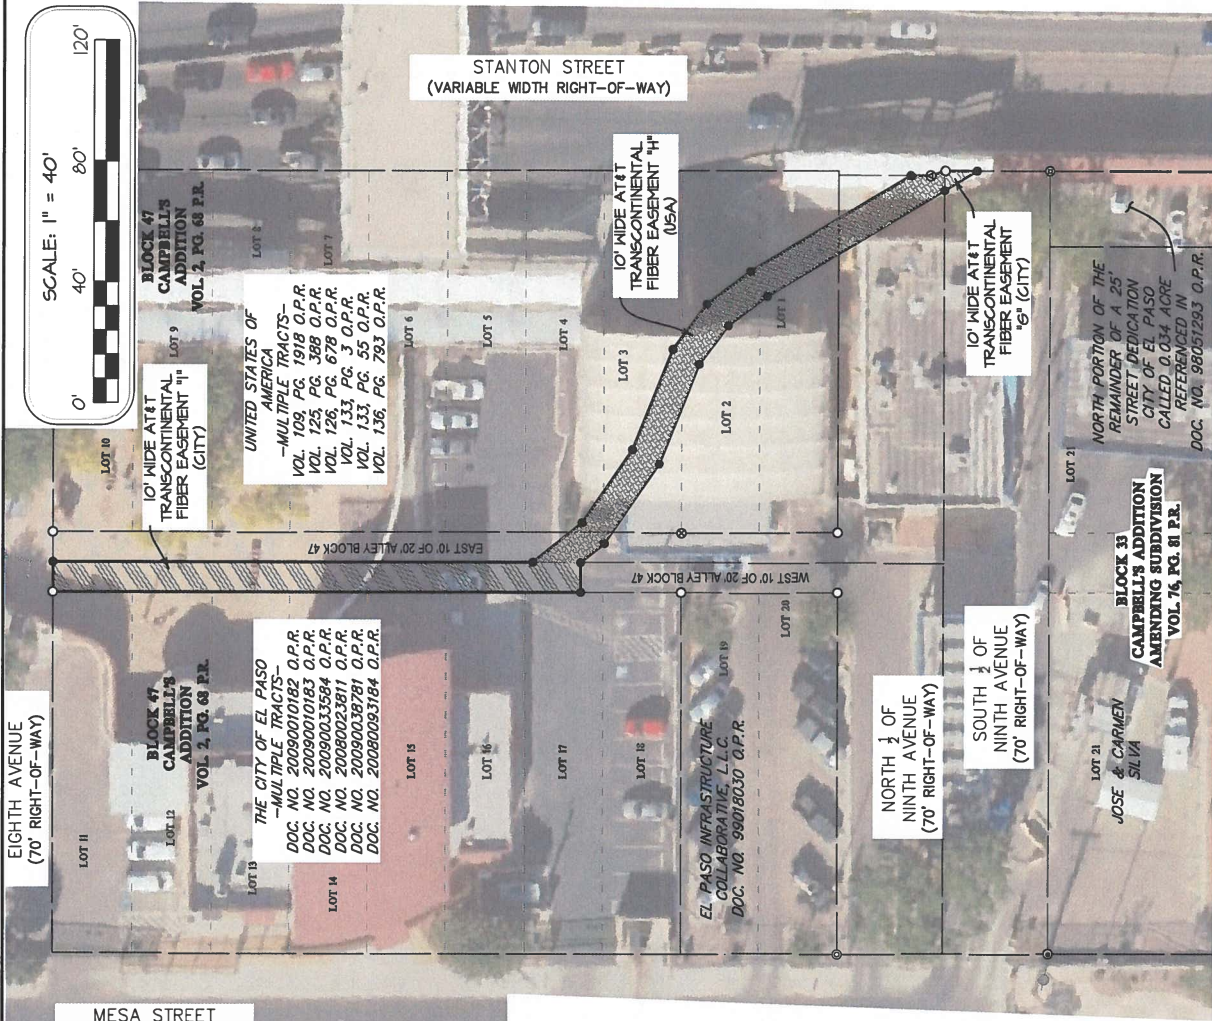 SCALE: 1" = 40'
0' 40' 80' 120'
STANTON STREET
(VARIABLE WIDTH RIGHT-OF-WAY)
BLOCK 47
CAMPBELL'S
ADDITION
VOL 2, PG. 68 P.R.
LOT 7
LOT 9
LOT 10
LOT 6
LOT 5
LOT 4
LOT 3
LOT 2
LOT 1
10' WIDE AT&T
TRANSCONTINENTAL
FIBER EASEMENT "I"
(CITY)
UNITED STATES OF
AMERICA
-MULTIPLE TRACTS-
VOL. 109, PG. 1918 O.P.R.
VOL. 125, PG. 388 O.P.R.
VOL. 126, PG. 678 O.P.R.
VOL. 133, PG. 3 O.P.R.
VOL. 133, PG. 55 O.P.R.
VOL. 136, PG. 793 O.P.R.
10' WIDE AT&T
TRANSCONTINENTAL
FIBER EASEMENT "H"
(USA)
10' WIDE AT&T
TRANSCONTINENTAL
FIBER EASEMENT
"G" (CITY)
NORTH PORTION OF THE
REMAINDER OF A 25'
STREET DEDICATION
CITY OF EL PASO
CALLED 0.034 ACRE
REFERENCED IN
DOC. NO. 98051293 O.P.R.
EAST 10' OF 20' ALLEY BLOCK 47
WEST 10' OF 20' ALLEY BLOCK 47
EIGHTH AVENUE
(70' RIGHT-OF-WAY)
LOT 11
LOT 12
LOT 13
LOT 14
LOT 15
LOT 16
LOT 17
LOT 18
LOT 19
LOT 20
LOT 21
BLOCK 47
CAMPBELL'S
ADDITION
VOL 2, PG. 68 P.R.
THE CITY OF EL PASO
-MULTIPLE TRACTS-
DOC. NO. 20090010182 O.P.R.
DOC. NO. 20090010183 O.P.R.
DOC. NO. 20090033584 O.P.R.
DOC. NO. 20080023811 O.P.R.
DOC. NO. 20090038781 O.P.R.
DOC. NO. 20080093184 O.P.R.
EL PASO INFRASTRUCTURE
COLLABORATIVE, L.L.C.
DOC. NO. 99018030 O.P.R.
NORTH 1/2 OF
NINTH AVENUE
(70' RIGHT-OF-WAY)
SOUTH 1/2 OF
NINTH AVENUE
(70' RIGHT-OF-WAY)
BLOCK 33
CAMPBELL'S ADDITION
AMENDING SUBDIVISION
VOL. 76, PG. 81 P.R.
LOT 21
JOSE & CARMEN
SILVA
MESA STREET